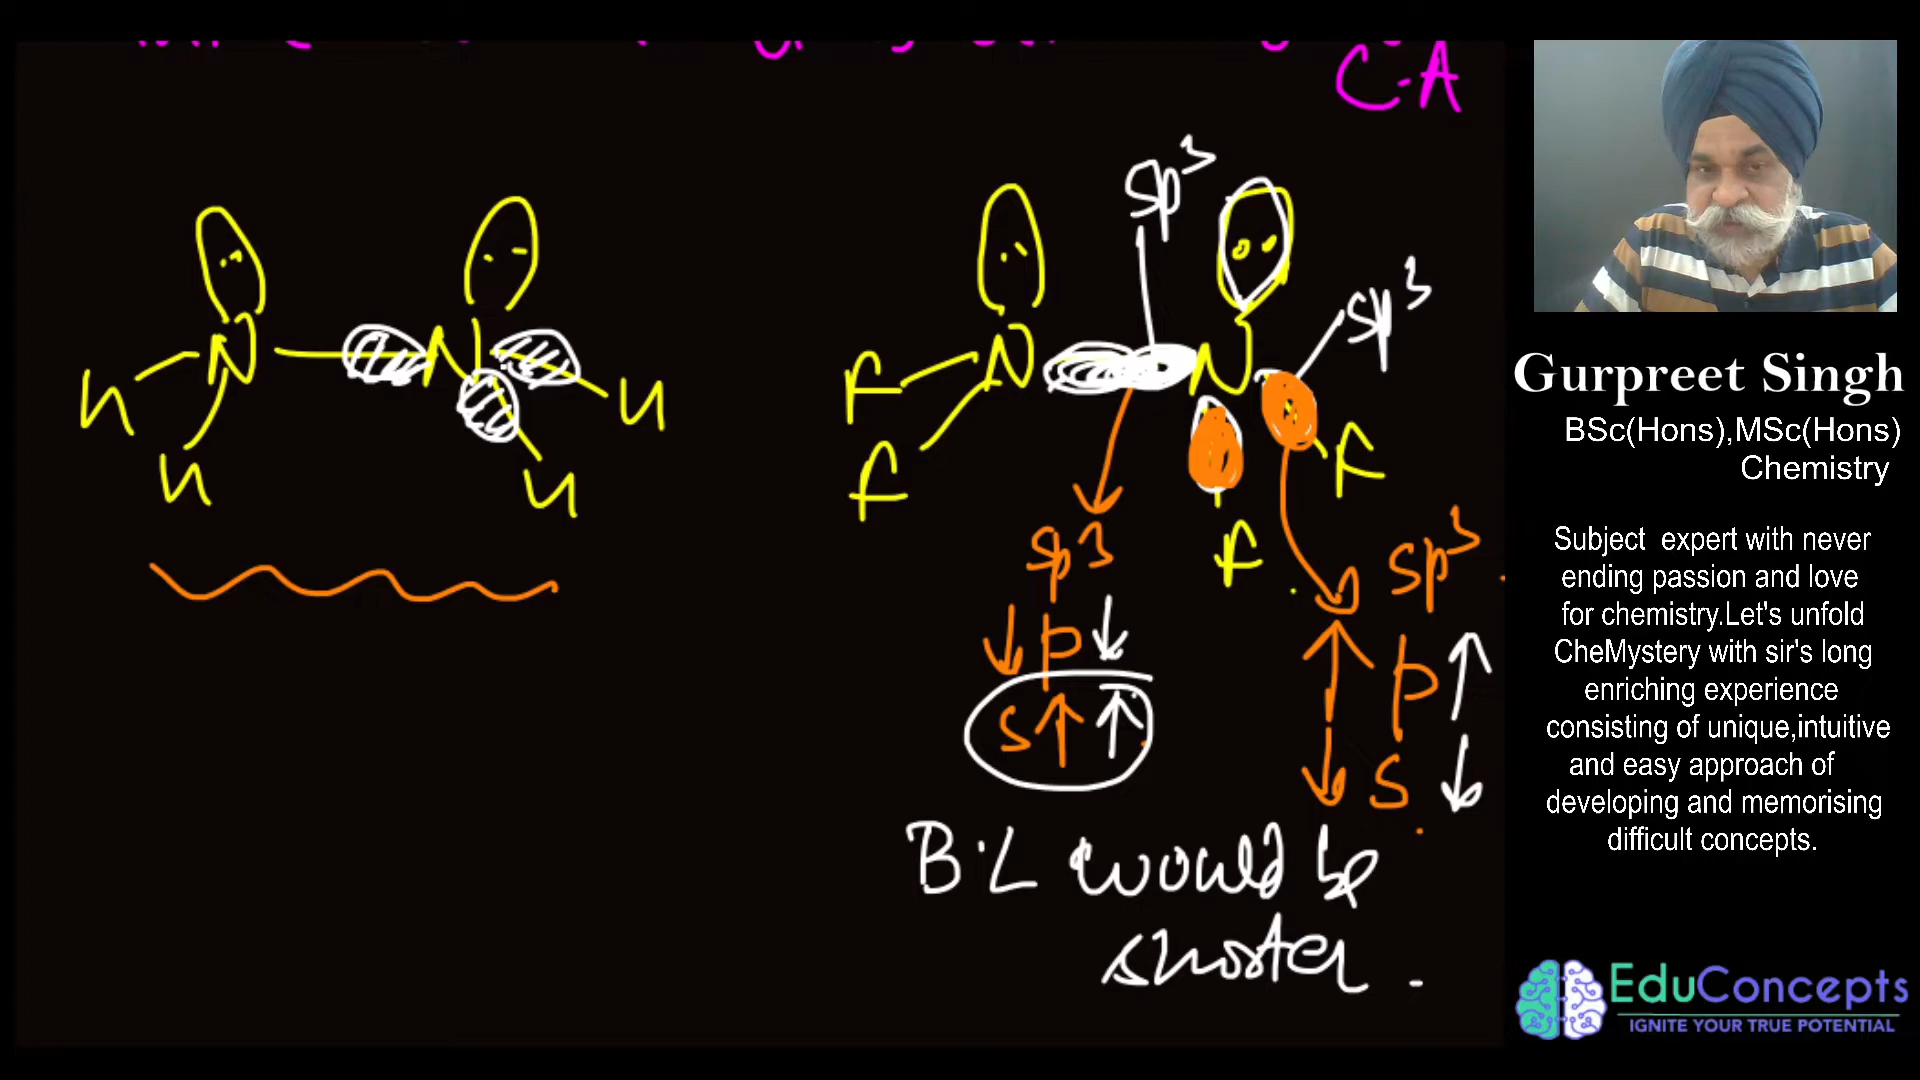 C-A
sp³
sp³
N N H H H H
N N F F F F
sp³
sp³
p
p
s
s
B.L would be
shorter.
Gurpreet Singh
BSc(Hons),MSc(Hons)
Chemistry
Subject expert with never
ending passion and love
for chemistry.Let's unfold
CheMystery with sir's long
enriching experience
consisting of unique,intuitive
and easy approach of
developing and memorising
difficult concepts.
EduConcepts
IGNITE YOUR TRUE POTENTIAL